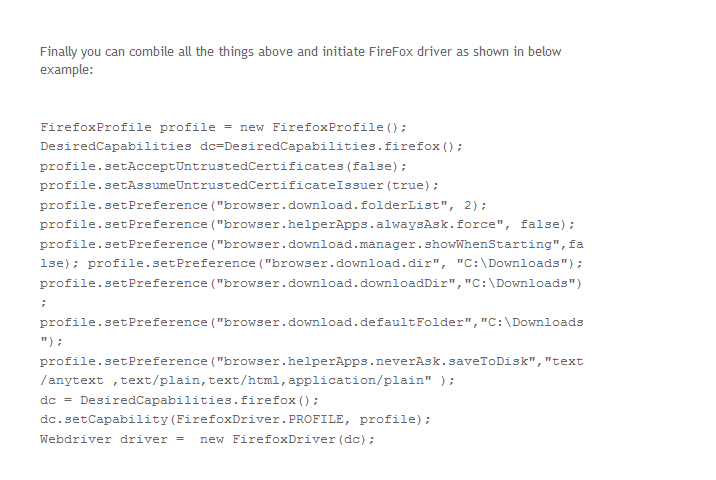 Finally you can combile all the things above and initiate FireFox driver as shown in below
example:
FirefoxProfile profile = new FirefoxProfile();
DesiredCapabilities dc=DesiredCapabilities.firefox();
profile.setAcceptUntrustedCertificates(false);
profile.setAssumeUntrustedCertificateIssuer(true);
profile.setPreference("browser.download.folderList", 2);
profile.setPreference("browser.helperApps.alwaysAsk.force", false);
profile.setPreference("browser.download.manager.showWhenStarting",fa
lse); profile.setPreference("browser.download.dir", "C:\Downloads");
profile.setPreference("browser.download.downloadDir","C:\Downloads")
;
profile.setPreference("browser.download.defaultFolder","C:\Downloads
");
profile.setPreference("browser.helperApps.neverAsk.saveToDisk","text
/anytext ,text/plain,text/html,application/plain" );
dc = DesiredCapabilities.firefox();
dc.setCapability(FirefoxDriver.PROFILE, profile);
Webdriver driver =  new FirefoxDriver(dc);